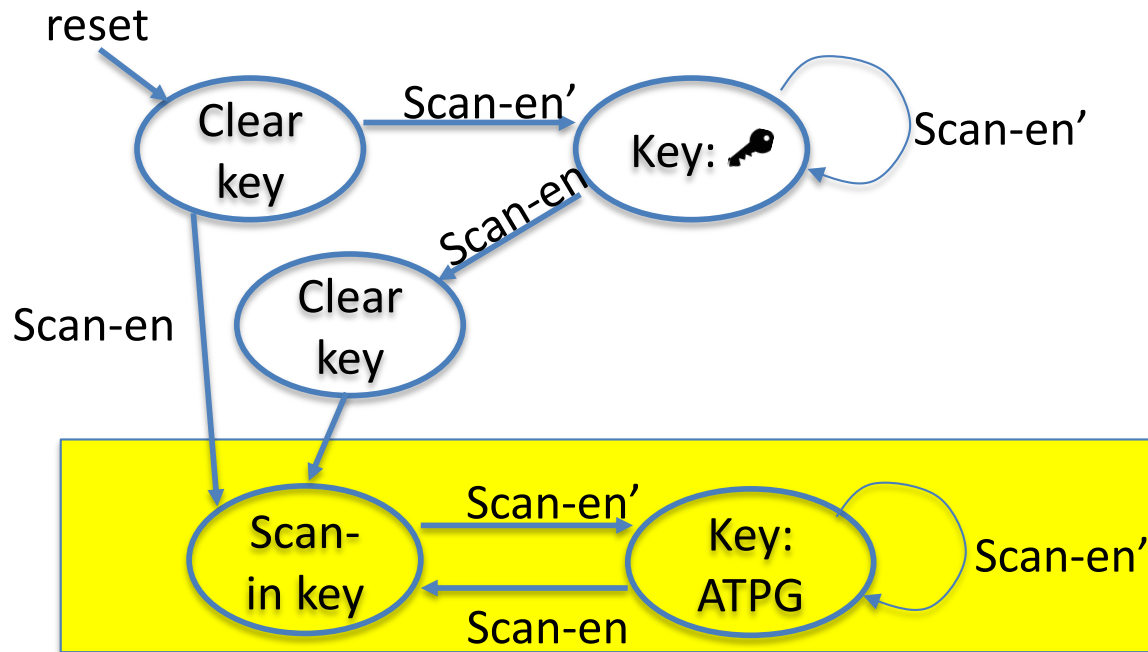 reset
Clear
key
Scan-en’
Key:
Scan-en’
Scan-en
Clear
key
Scan-en
Scan-
in key
Scan-en’
Key:
ATPG
Scan-en’
Scan-en